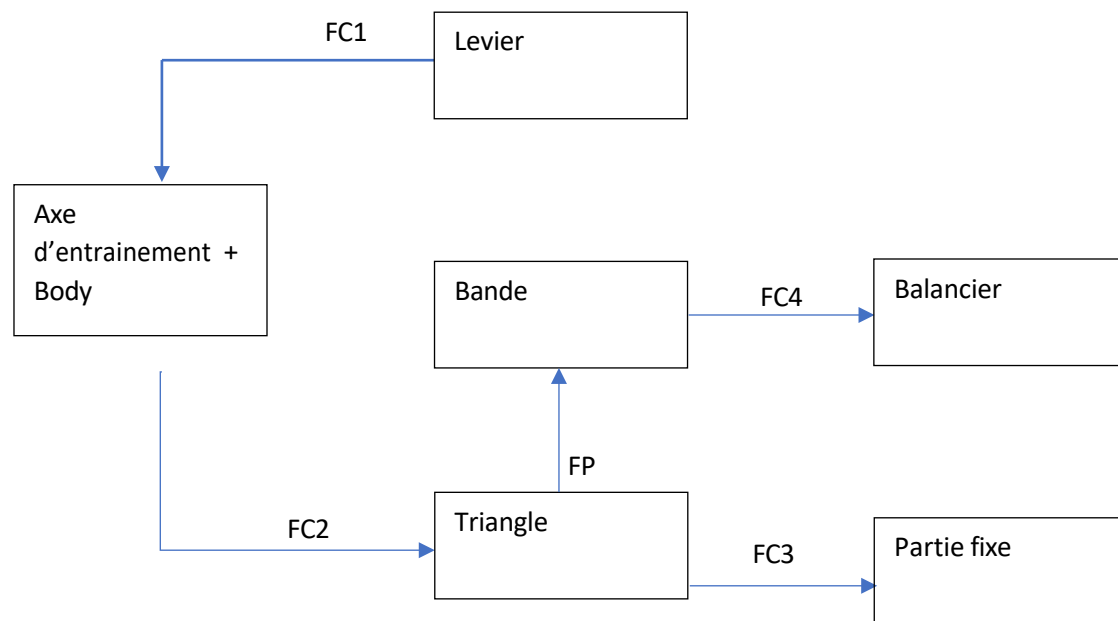 FC1
Levier
Axe
d’entrainement +
Body
Bande
FC4
Balancier
FP
FC2
Triangle
FC3
Partie fixe